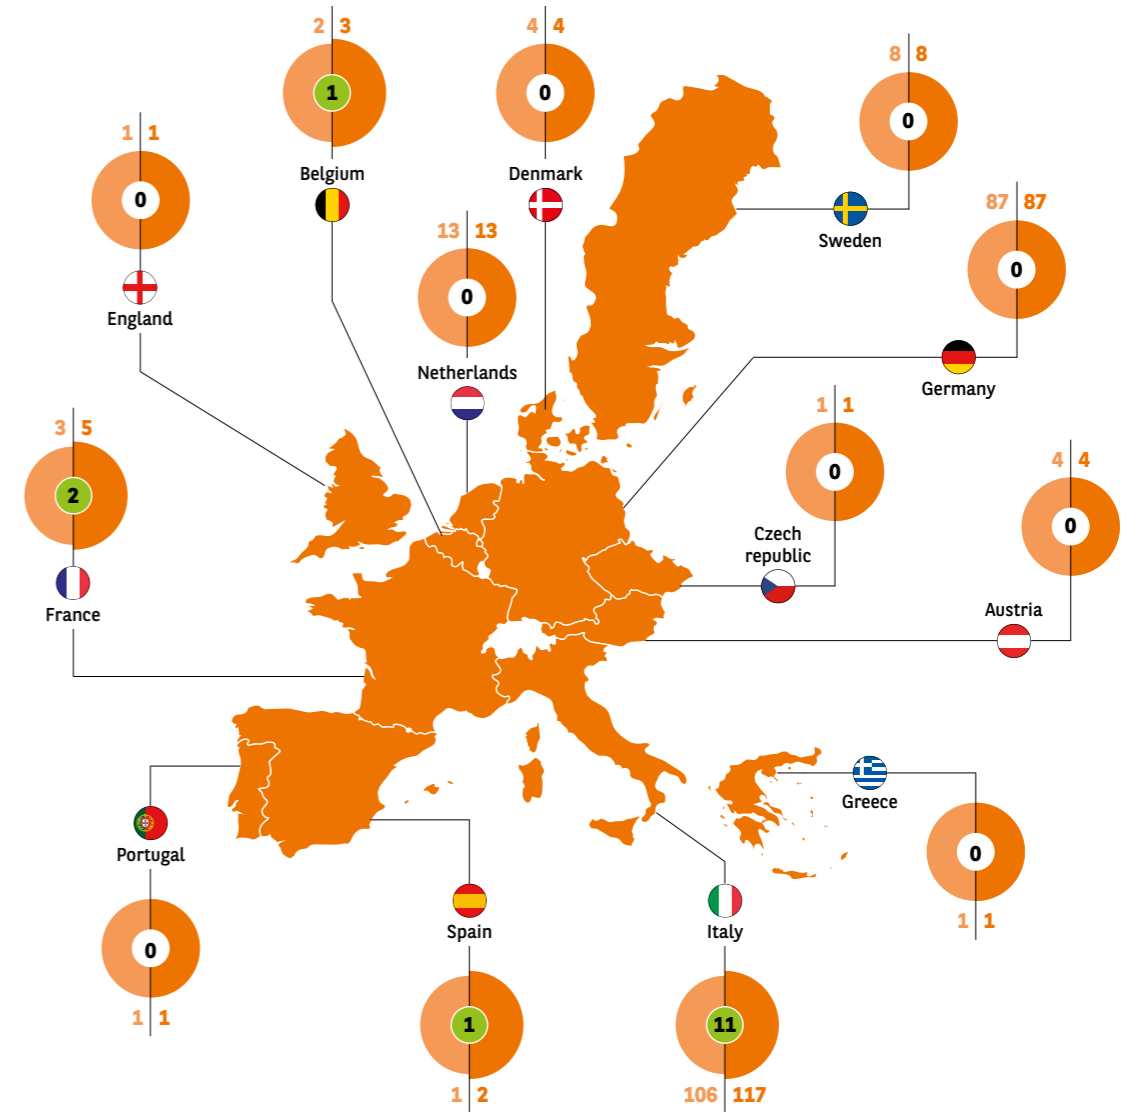 2 3
1
Belgium
4 4
0
Denmark
8 8
0
Sweden
1 1
0
England
87 87
0
Germany
13 13
0
Netherlands
1 1
0
Czech
republic
3 5
2
France
4 4
0
Austria
Portugal
0
1 1
Spain
1
1 2
Italy
11
106 117
Greece
0
1 1